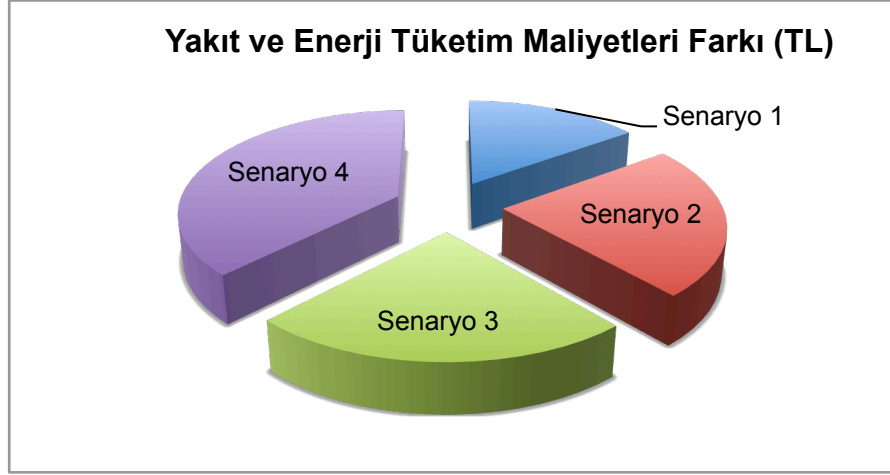 Yakıt ve Enerji Tüketim Maliyetleri Farkı (TL)
Senaryo 1
Senaryo 4
Senaryo 2
Senaryo 3